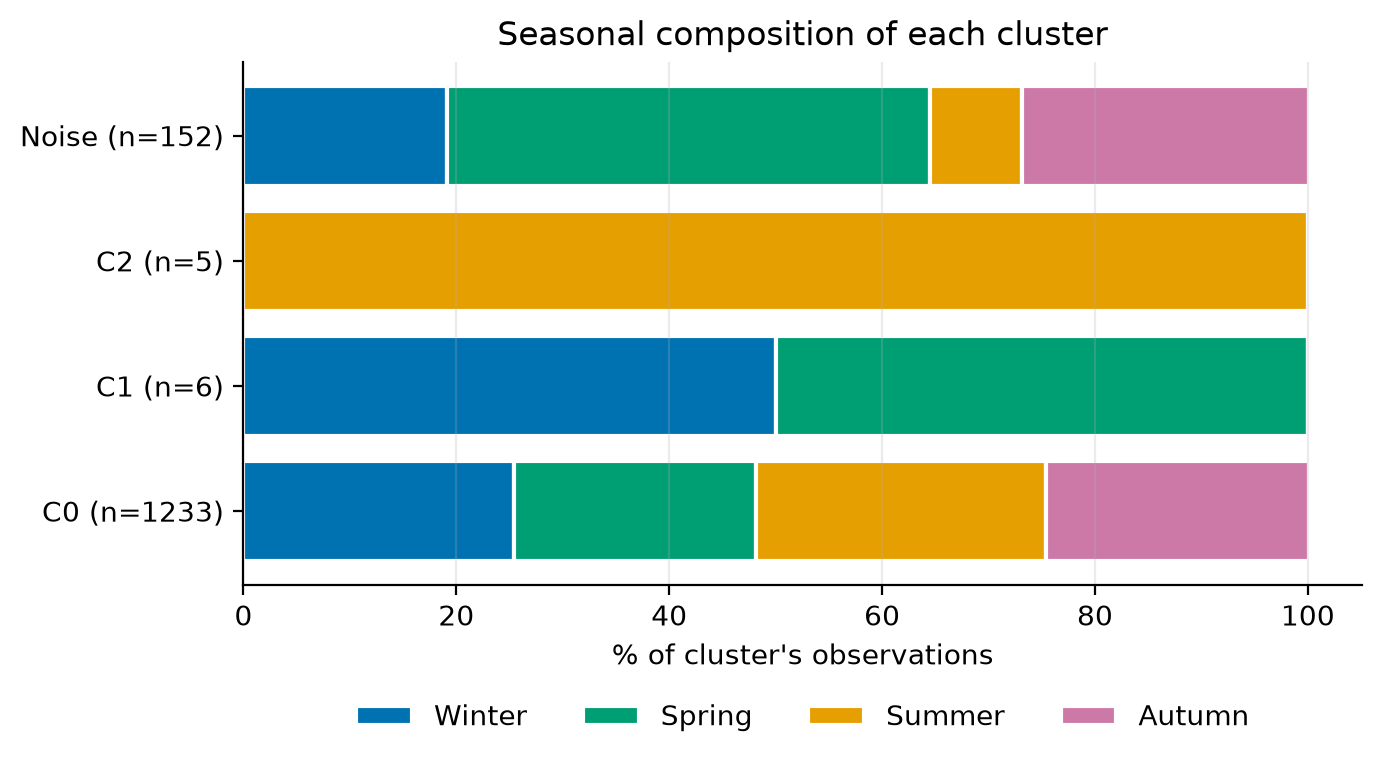 Seasonal composition of each cluster
Noise (n=152)
C2 (n=5)
C1 (n=6)
C0 (n=1233)
0 20 40 60 80 100
% of cluster's observations
Winter Spring Summer Autumn